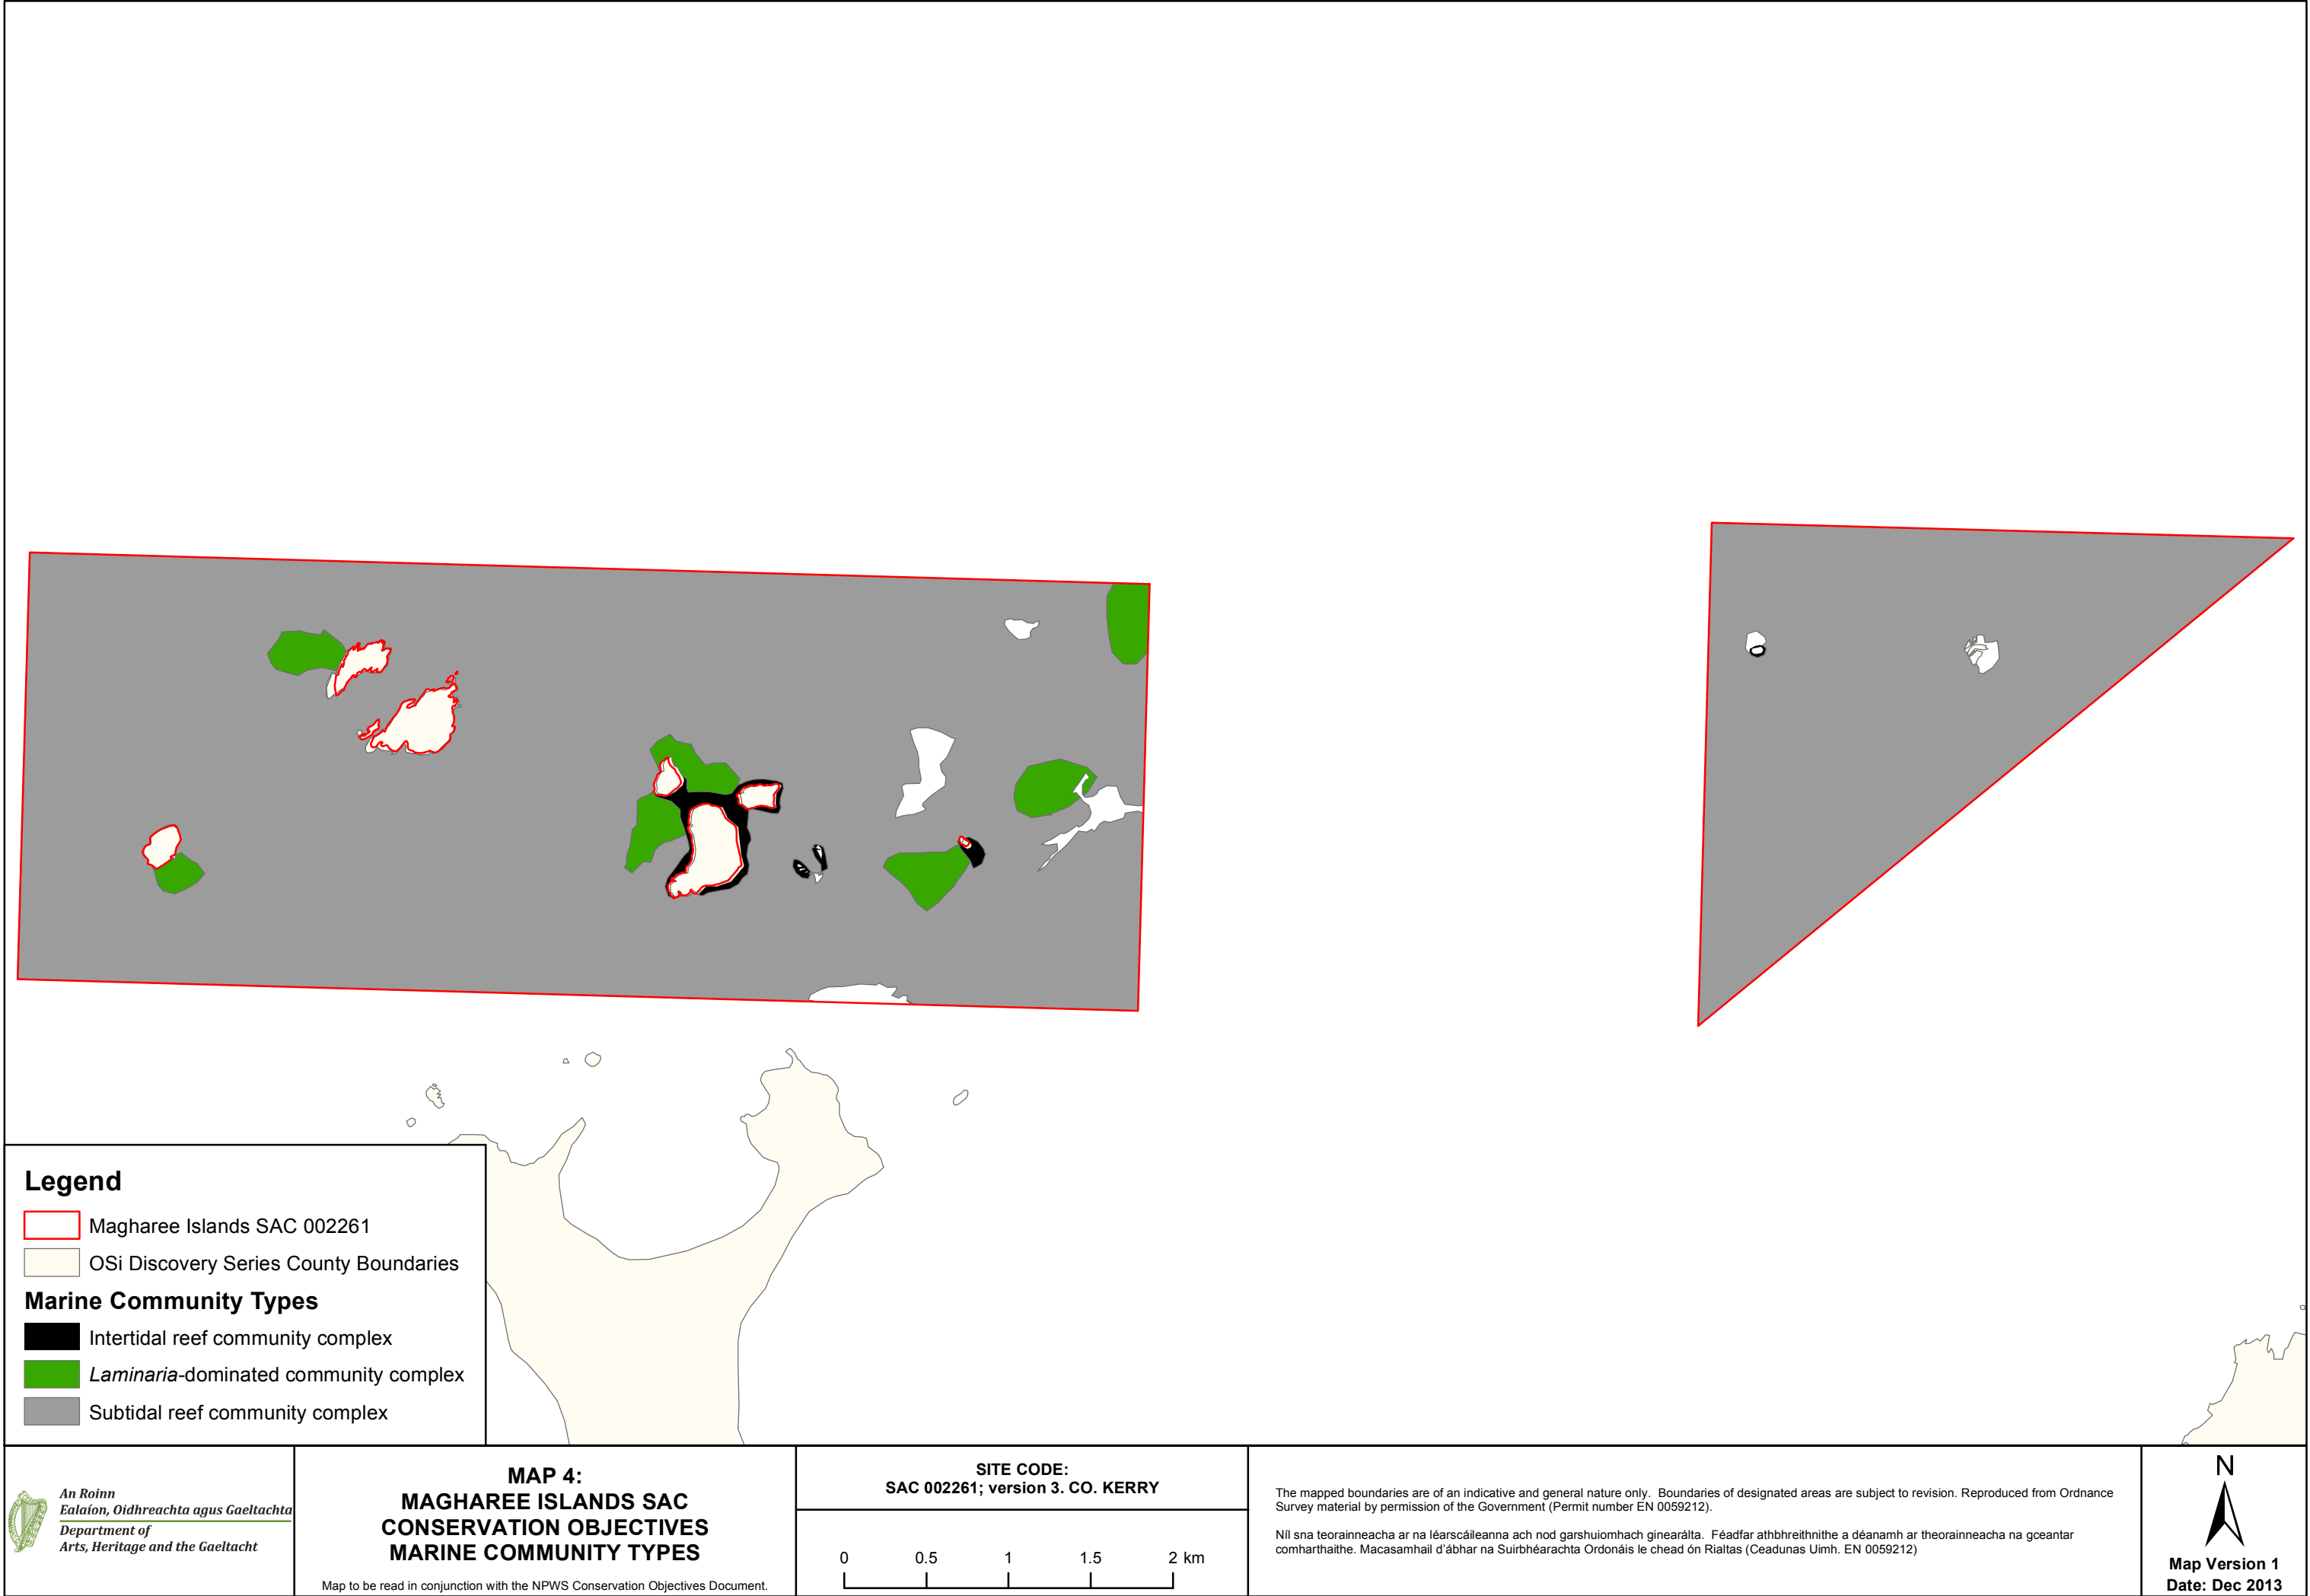 Legend
Magharee Islands SAC 002261
OSi Discovery Series County Boundaries
Marine Community Types
Intertidal reef community complex
Laminaria-dominated community complex
Subtidal reef community complex
An Roinn
Ealaíon, Oidhreachta agus Gaeltachta
Department of
Arts, Heritage and the Gaeltacht
MAP 4:
MAGHAREE ISLANDS SAC
CONSERVATION OBJECTIVES
MARINE COMMUNITY TYPES
Map to be read in conjunction with the NPWS Conservation Objectives Document.
SITE CODE:
SAC 002261; version 3. CO. KERRY
0 0.5 1 1.5 2 km
The mapped boundaries are of an indicative and general nature only. Boundaries of designated areas are subject to revision. Reproduced from Ordnance
Survey material by permission of the Government (Permit number EN 0059212).
Níl sna teorainneacha ar na léarscáileanna ach nod garshuiomhach ginearálta. Féadfar athbhreithnithe a déanamh ar theorainneacha na gceantar
comharthaithe. Macasamhail d'ábhar na Suirbhéarachta Ordonáis le chead ón Rialtas (Ceadunas Uimh. EN 0059212)
N
Map Version 1
Date: Dec 2013